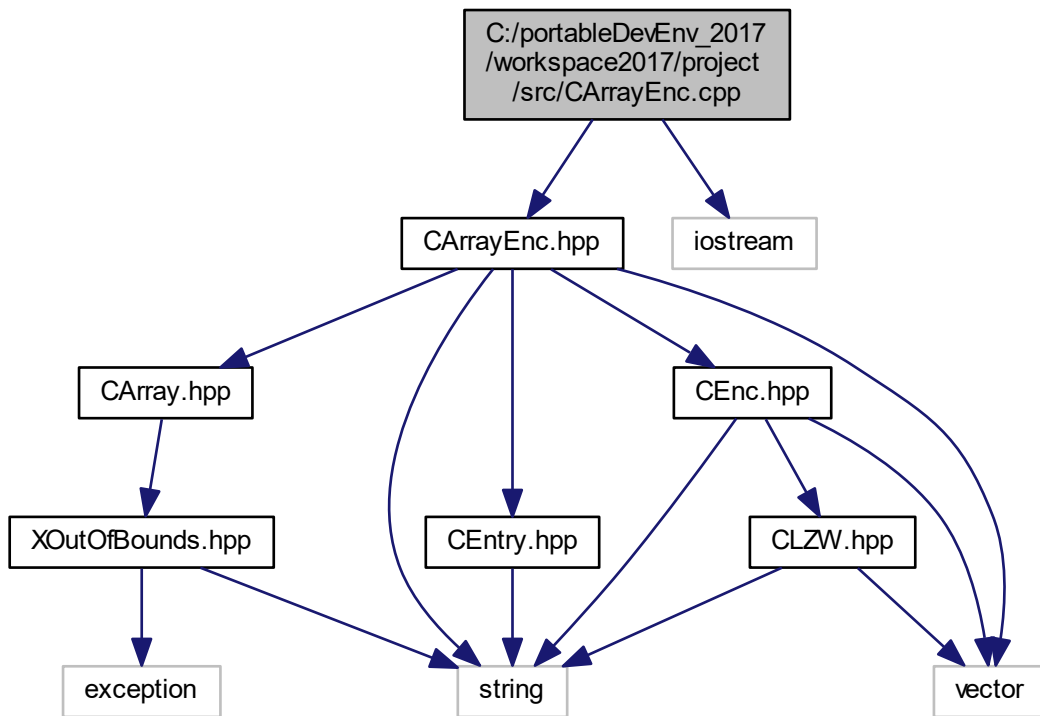 C:/portableDevEnv_2017
/workspace2017/project
/src/CArrayEnc.cpp
CArrayEnc.hpp
iostream
CArray.hpp
CEnc.hpp
XOutOfBounds.hpp
CEntry.hpp
CLZW.hpp
exception
string
vector